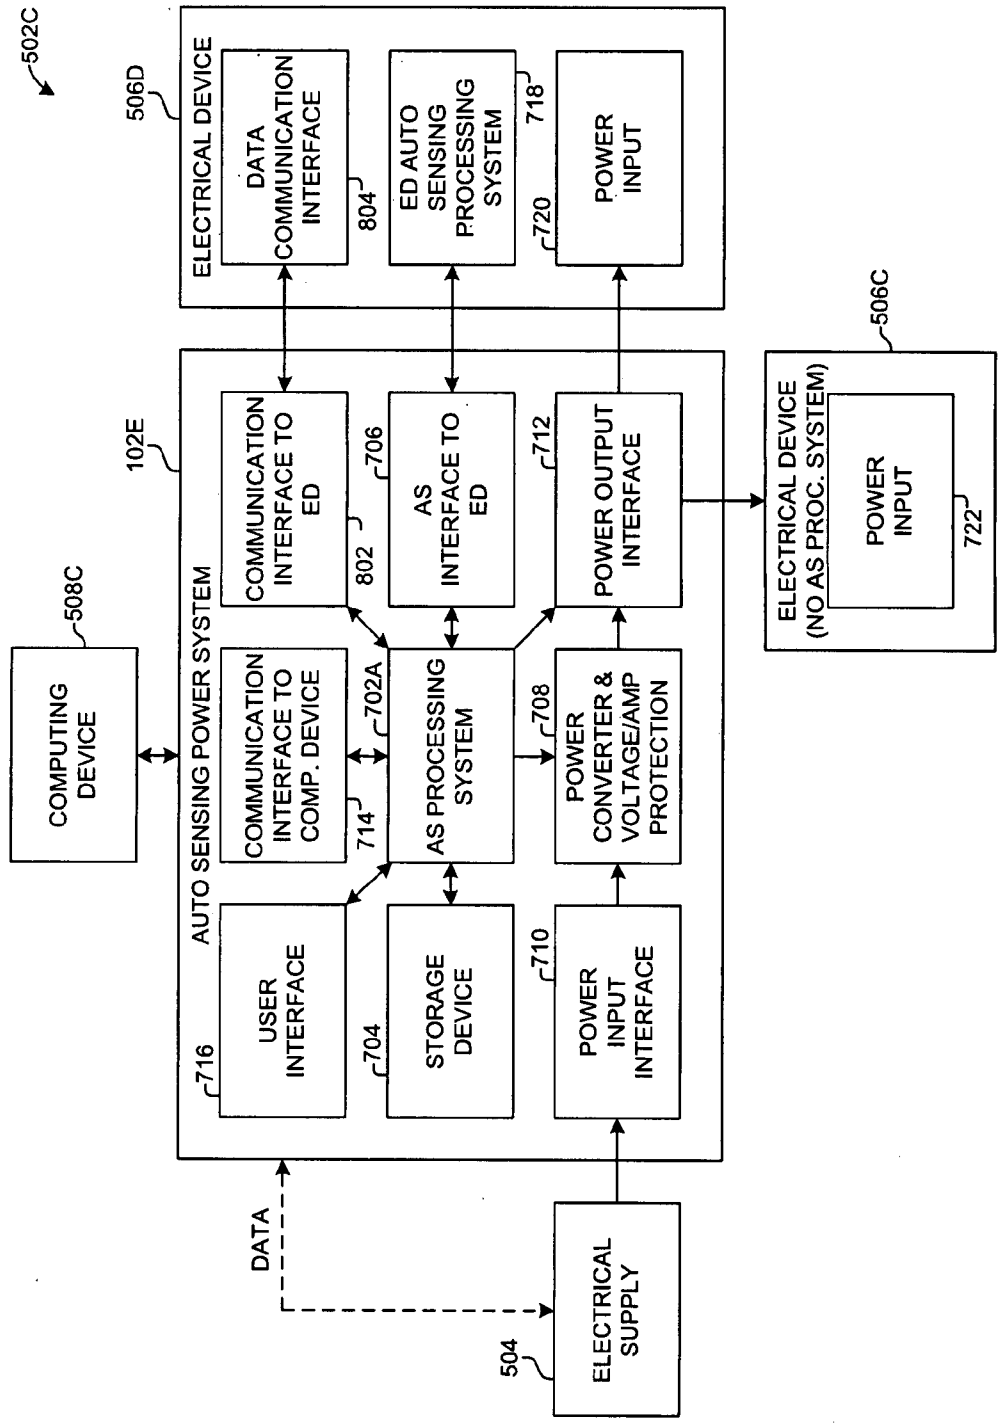 502C
COMPUTING
DEVICE
508C
102E
506D
AUTO SENSING POWER SYSTEM
ELECTRICAL DEVICE
716
USER
INTERFACE
COMMUNICATION
INTERFACE TO
COMP. DEVICE
714
COMMUNICATION
INTERFACE TO
ED
802
DATA
COMMUNICATION
INTERFACE
804
DATA
704
STORAGE
DEVICE
702A
AS PROCESSING
SYSTEM
706
AS
INTERFACE TO
ED
ED AUTO
SENSING
PROCESSING
SYSTEM
718
504
ELECTRICAL
SUPPLY
710
POWER
INPUT
INTERFACE
708
POWER
CONVERTER &
VOLTAGE/AMP
PROTECTION
712
POWER OUTPUT
INTERFACE
720
POWER
INPUT
506C
ELECTRICAL DEVICE
(NO AS PROC. SYSTEM)
POWER
INPUT
722